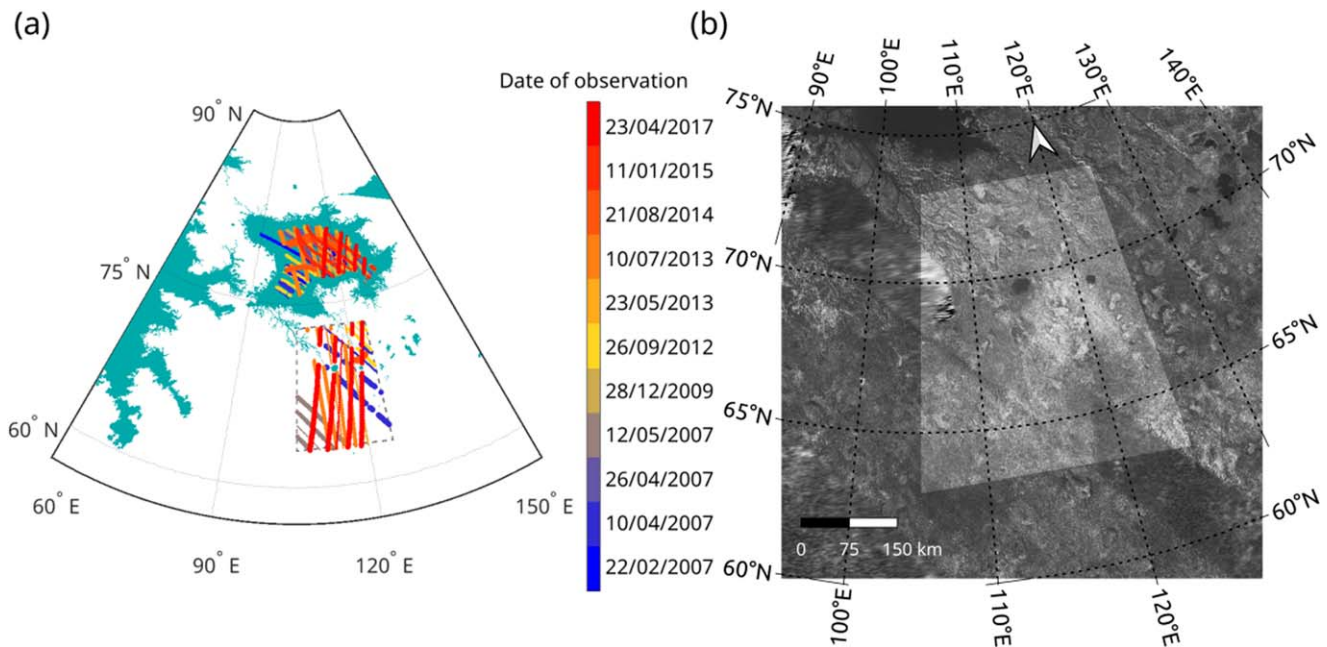 (a)
90° N
75° N
60° N
60° E
90° E
120° E
150° E
Date of observation
23/04/2017
11/01/2015
21/08/2014
10/07/2013
23/05/2013
26/09/2012
28/12/2009
12/05/2007
26/04/2007
10/04/2007
22/02/2007
(b)
90°E
100°E
110°E
120°E
130°E
140°E
75°N
70°N
70°N
65°N
65°N
60°N
0 75 150 km
60°N
100°E
110°E
120°E